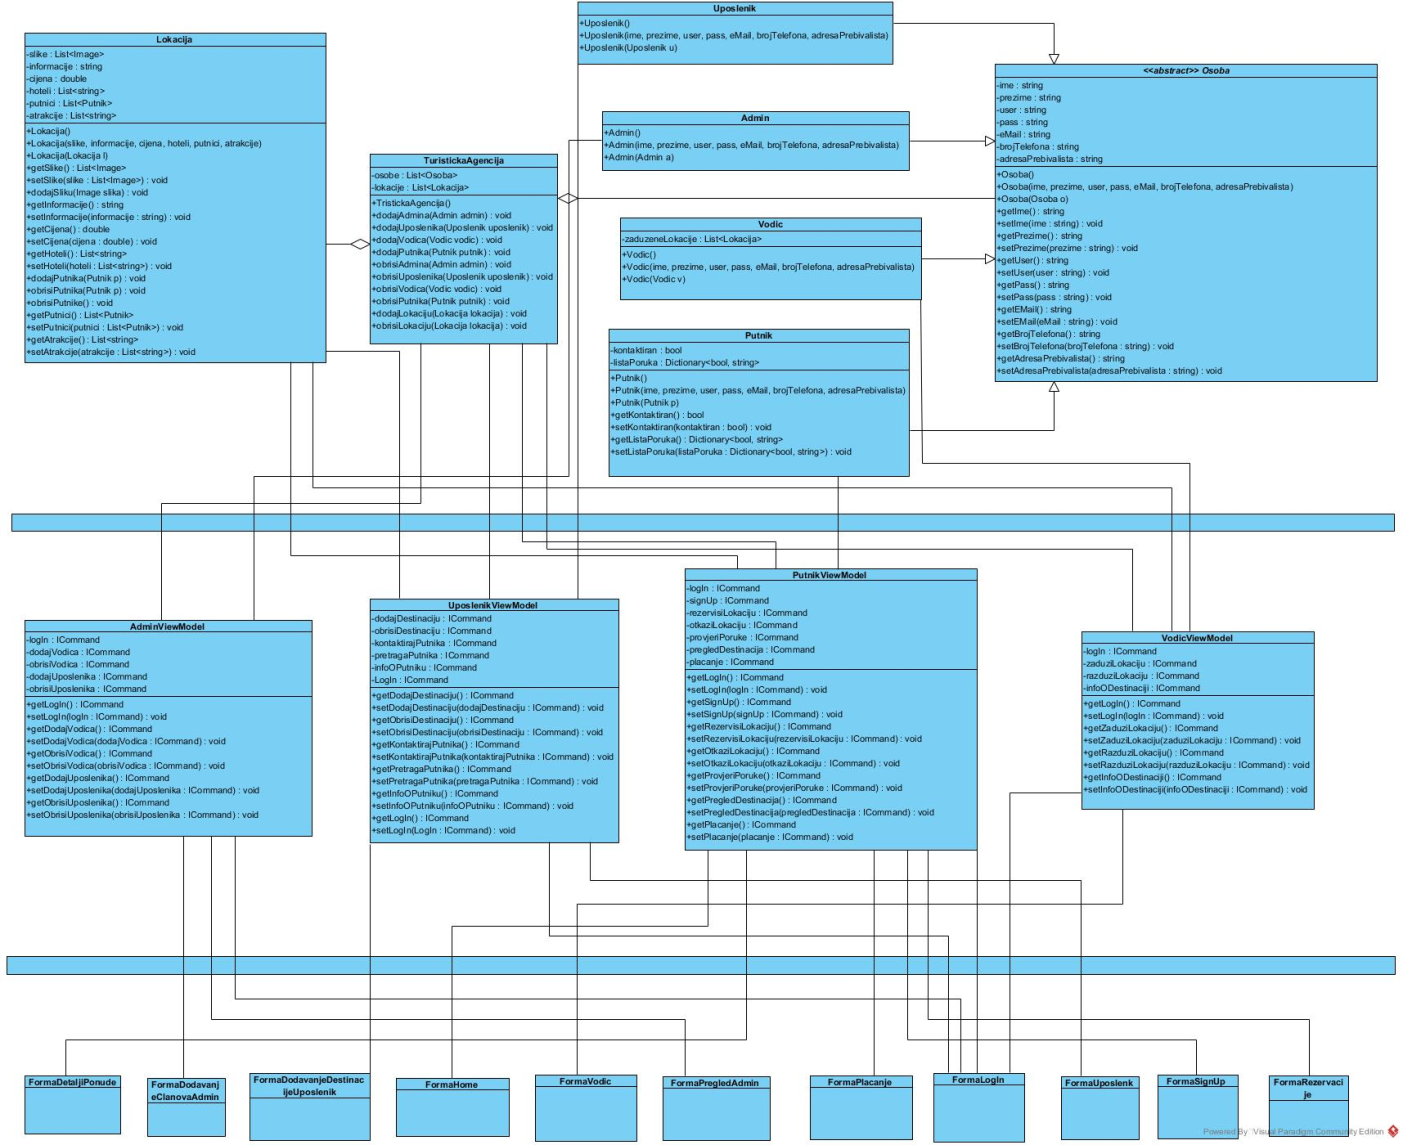 Uposlenik
+Uposlenik()
+Uposlenik(ime, prezime, user, pass, eMail, brojTelefona, adresaPrebivalista)
+Uposlenik(Uposlenik u)
Lokacija
-slike : List<Image>
-informacije : string
-cijena : double
-hoteli : List<string>
-putnici : List<Putnik>
-atrakcije : List<string>
+Lokacija()
+Lokacija(slike, informacije, cijena, hoteli, putnici, atrakcije)
+Lokacija(Lokacija l)
+getSlike() : List<Image>
+setSlike(slike : List<Image>) : void
+dodajSliku(Image slika) : void
+getInformacije() : string
+setInformacije(informacije : string) : void
+getCijena() : double
+setCijena(cijena : double) : void
+getHoteli() : List<string>
+setHoteli(hoteli : List<string>) : void
+dodajPutnika(Putnik p) : void
+obrisiPutnika(Putnik p) : void
+obrisiPutnike() : void
+getPutnici() : List<Putnik>
+setPutnici(putnici : List<Putnik>) : void
+getAtrakcije() : List<string>
+setAtrakcije(atrakcije : List<string>) : void
<<abstract>> Osoba
-ime : string
-prezime : string
-user : string
-pass : string
-eMail : string
-brojTelefona : string
-adresaPrebivalista : string
+Osoba()
+Osoba(ime, prezime, user, pass, eMail, brojTelefona, adresaPrebivalista)
+Osoba(Osoba o)
+getIme() : string
+setIme(ime : string) : void
+getPrezime() : string
+setPrezime(prezime : string) : void
+getUser() : string
+setUser(user : string) : void
+getPass() : string
+setPass(pass : string) : void
+getEMail() : string
+setEMail(eMail : string) : void
+getBrojTelefona() : string
+setBrojTelefona(brojTelefona : string) : void
+getAdresaPrebivalista() : string
+setAdresaPrebivalista(adresaPrebivalista : string) : void
Admin
+Admin()
+Admin(ime, prezime, user, pass, eMail, brojTelefona, adresaPrebivalista)
+Admin(Admin a)
TuristickaAgencija
-osobe : List<Osoba>
-lokacije : List<Lokacija>
+TristickaAgencija()
+dodajAdmina(Admin admin) : void
+dodajUposlenika(Uposlenik uposlenik) : void
+dodajVodica(Vodic vodic) : void
+dodajPutnika(Putnik putnik) : void
+obrisiAdmina(Admin admin) : void
+obrisiUposlenika(Uposlenik uposlenik) : void
+obrisiVodica(Vodic vodic) : void
+obrisiPutnika(Putnik putnik) : void
+dodajLokaciju(Lokacija lokacija) : void
+obrisiLokaciju(Lokacija lokacija) : void
Vodic
-zaduzeneLokacije : List<Lokacija>
+Vodic()
+Vodic(ime, prezime, user, pass, eMail, brojTelefona, adresaPrebivalista)
+Vodic(Vodic v)
Putnik
-kontaktiran : bool
-listaPoruka : Dictionary<bool, string>
+Putnik()
+Putnik(ime, prezime, user, pass, eMail, brojTelefona, adresaPrebivalista)
+Putnik(Putnik p)
+getKontaktiran() : bool
+setKontaktiran(kontaktiran : bool) : void
+getListaPoruka() : Dictionary<bool, string>
+setListaPoruka(listaPoruka : Dictionary<bool, string>) : void
AdminViewModel
-logIn : ICommand
-dodajVodica : ICommand
-obrisiVodica : ICommand
-dodajUposlenika : ICommand
-obrisiUposlenika : ICommand
+getLogIn() : ICommand
+setLogIn(logIn : ICommand) : void
+getDodajVodica() : ICommand
+setDodajVodica(dodajVodica : ICommand) : void
+getObrisiVodica() : ICommand
+setObrisiVodica(obrisiVodica : ICommand) : void
+getDodajUposlenika() : ICommand
+setDodajUposlenika(dodajUposlenika : ICommand) : void
+getObrisiUposlenika() : ICommand
+setObrisiUposlenika(obrisiUposlenika : ICommand) : void
UposlenikViewModel
-dodajDestinaciju : ICommand
-obrisiDestinaciju : ICommand
-kontaktirajPutnika : ICommand
-pretragaPutnika : ICommand
-infoOPutniku : ICommand
-LogIn : ICommand
+getDodajDestinaciju() : ICommand
+setDodajDestinaciju(dodajDestinaciju : ICommand) : void
+getObrisiDestinaciju() : ICommand
+setObrisiDestinaciju(obrisiDestinaciju : ICommand) : void
+getKontaktirajPutnika() : ICommand
+setKontaktirajPutnika(kontaktirajPutnika : ICommand) : void
+getPretragaPutnika() : ICommand
+setPretragaPutnika(pretragaPutnika : ICommand) : void
+getInfoOPutniku() : ICommand
+setInfoOPutniku(infoOPutniku : ICommand) : void
+getLogIn() : ICommand
+setLogIn(LogIn : ICommand) : void
PutnikViewModel
-logIn : ICommand
-signUp : ICommand
-rezervisiLokaciju : ICommand
-otkaziLokaciju : ICommand
-provjeriPoruke : ICommand
-pregledDestinacija : ICommand
-placanje : ICommand
+getLogIn() : ICommand
+setLogIn(logIn : ICommand) : void
+getSignUp() : ICommand
+setSignUp(signUp : ICommand) : void
+getRezervisiLokaciju() : ICommand
+setRezervisiLokaciju(rezervisiLokaciju : ICommand) : void
+getOtkaziLokaciju() : ICommand
+setOtkaziLokaciju(otkaziLokaciju : ICommand) : void
+getProvjeriPoruke() : ICommand
+setProvjeriPoruke(provjeriPoruke : ICommand) : void
+getPregledDestinacija() : ICommand
+setPregledDestinacija(pregledDestinacija : ICommand) : void
+getPlacanje() : ICommand
+setPlacanje(placanje : ICommand) : void
VodicViewModel
-logIn : ICommand
-zaduziLokaciju : ICommand
-razduziLokaciju : ICommand
-infoODestinaciji : ICommand
+getLogIn() : ICommand
+setLogIn(logIn : ICommand) : void
+getZaduziLokaciju() : ICommand
+setZaduziLokaciju(zaduziLokaciju : ICommand) : void
+getRazduziLokaciju() : ICommand
+setRazduziLokaciju(razduziLokaciju : ICommand) : void
+getInfoODestinaciji() : ICommand
+setInfoODestinaciji(infoODestinaciji : ICommand) : void
FormaDetaljiPonude
FormaDodavanj
eClanovaAdmin
FormaDodavanjeDestinac
ijeUposlenik
FormaHome
FormaVodic
FormaPregledAdmin
FormaPlacanje
FormaLogIn
FormaUposlenk
FormaSignUp
FormaRezervaci
je
Powered By Visual Paradigm Community Edition